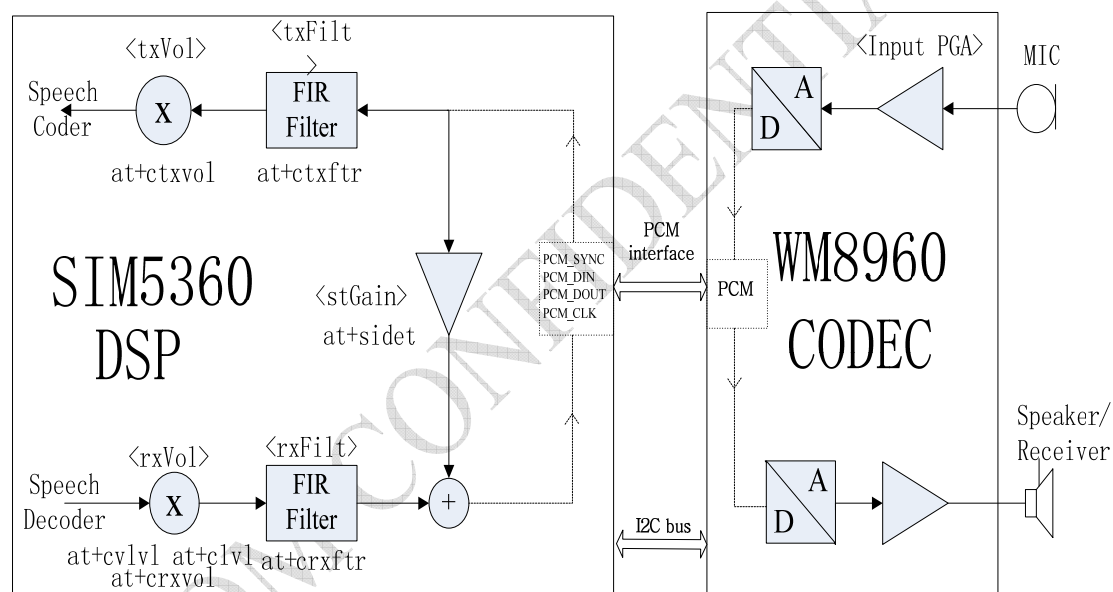 <txVol>
<txFilt
>
Speech
Coder
X
FIR
Filter
at+ctxvol
at+ctxftr
SIM5360
DSP
<stGain>
at+sidet
PCM_SYNC
PCM_DIN
PCM_DOUT
PCM_CLK
<rxVol>
<rxFilt>
Speech
Decoder
X
FIR
Filter
+
at+cvlvl at+clvl
at+crxvol
at+crxftr
PCM
interface
I2C bus
<Input PGA>
MIC
A
D
PCM
WM8960
CODEC
A
D
Speaker/
Receiver
CONFIDENTI